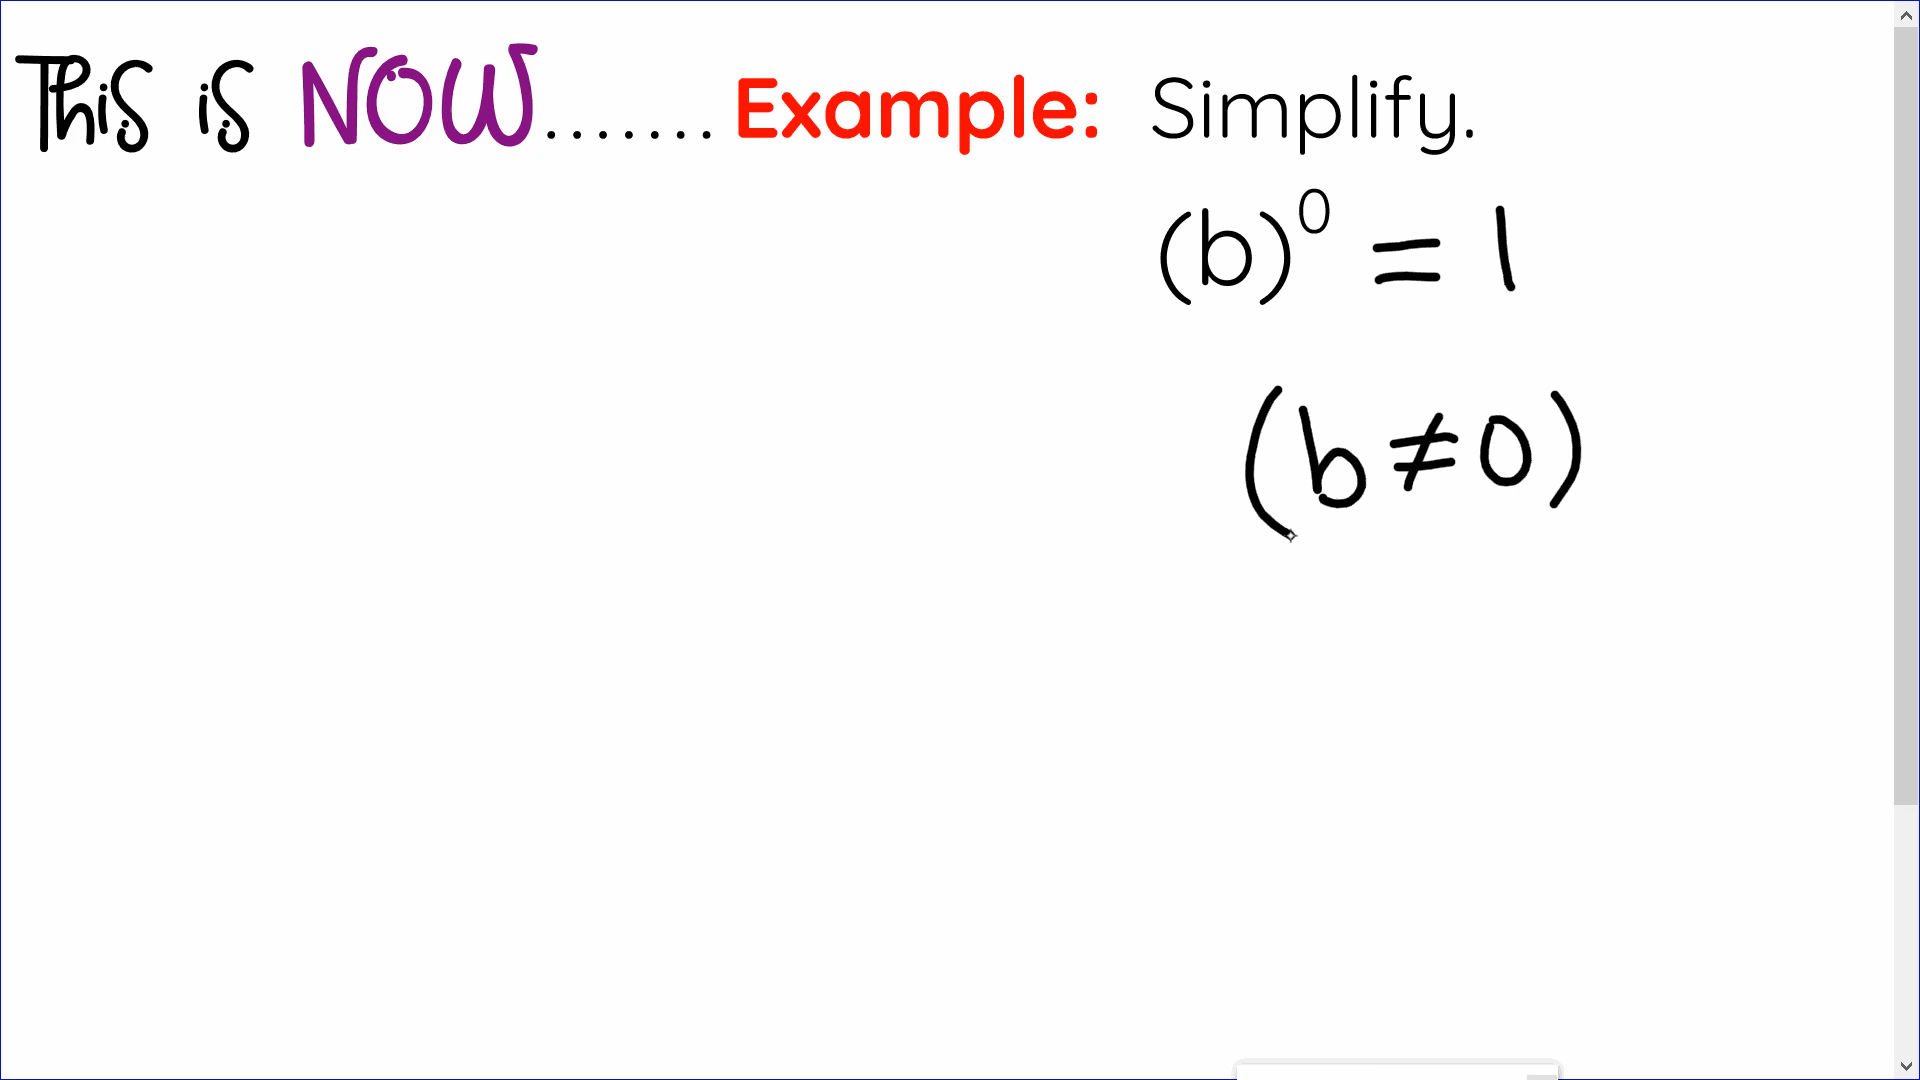 This is NOW....... Example: Simplify.
(b)⁰ = 1
(b ≠ 0)